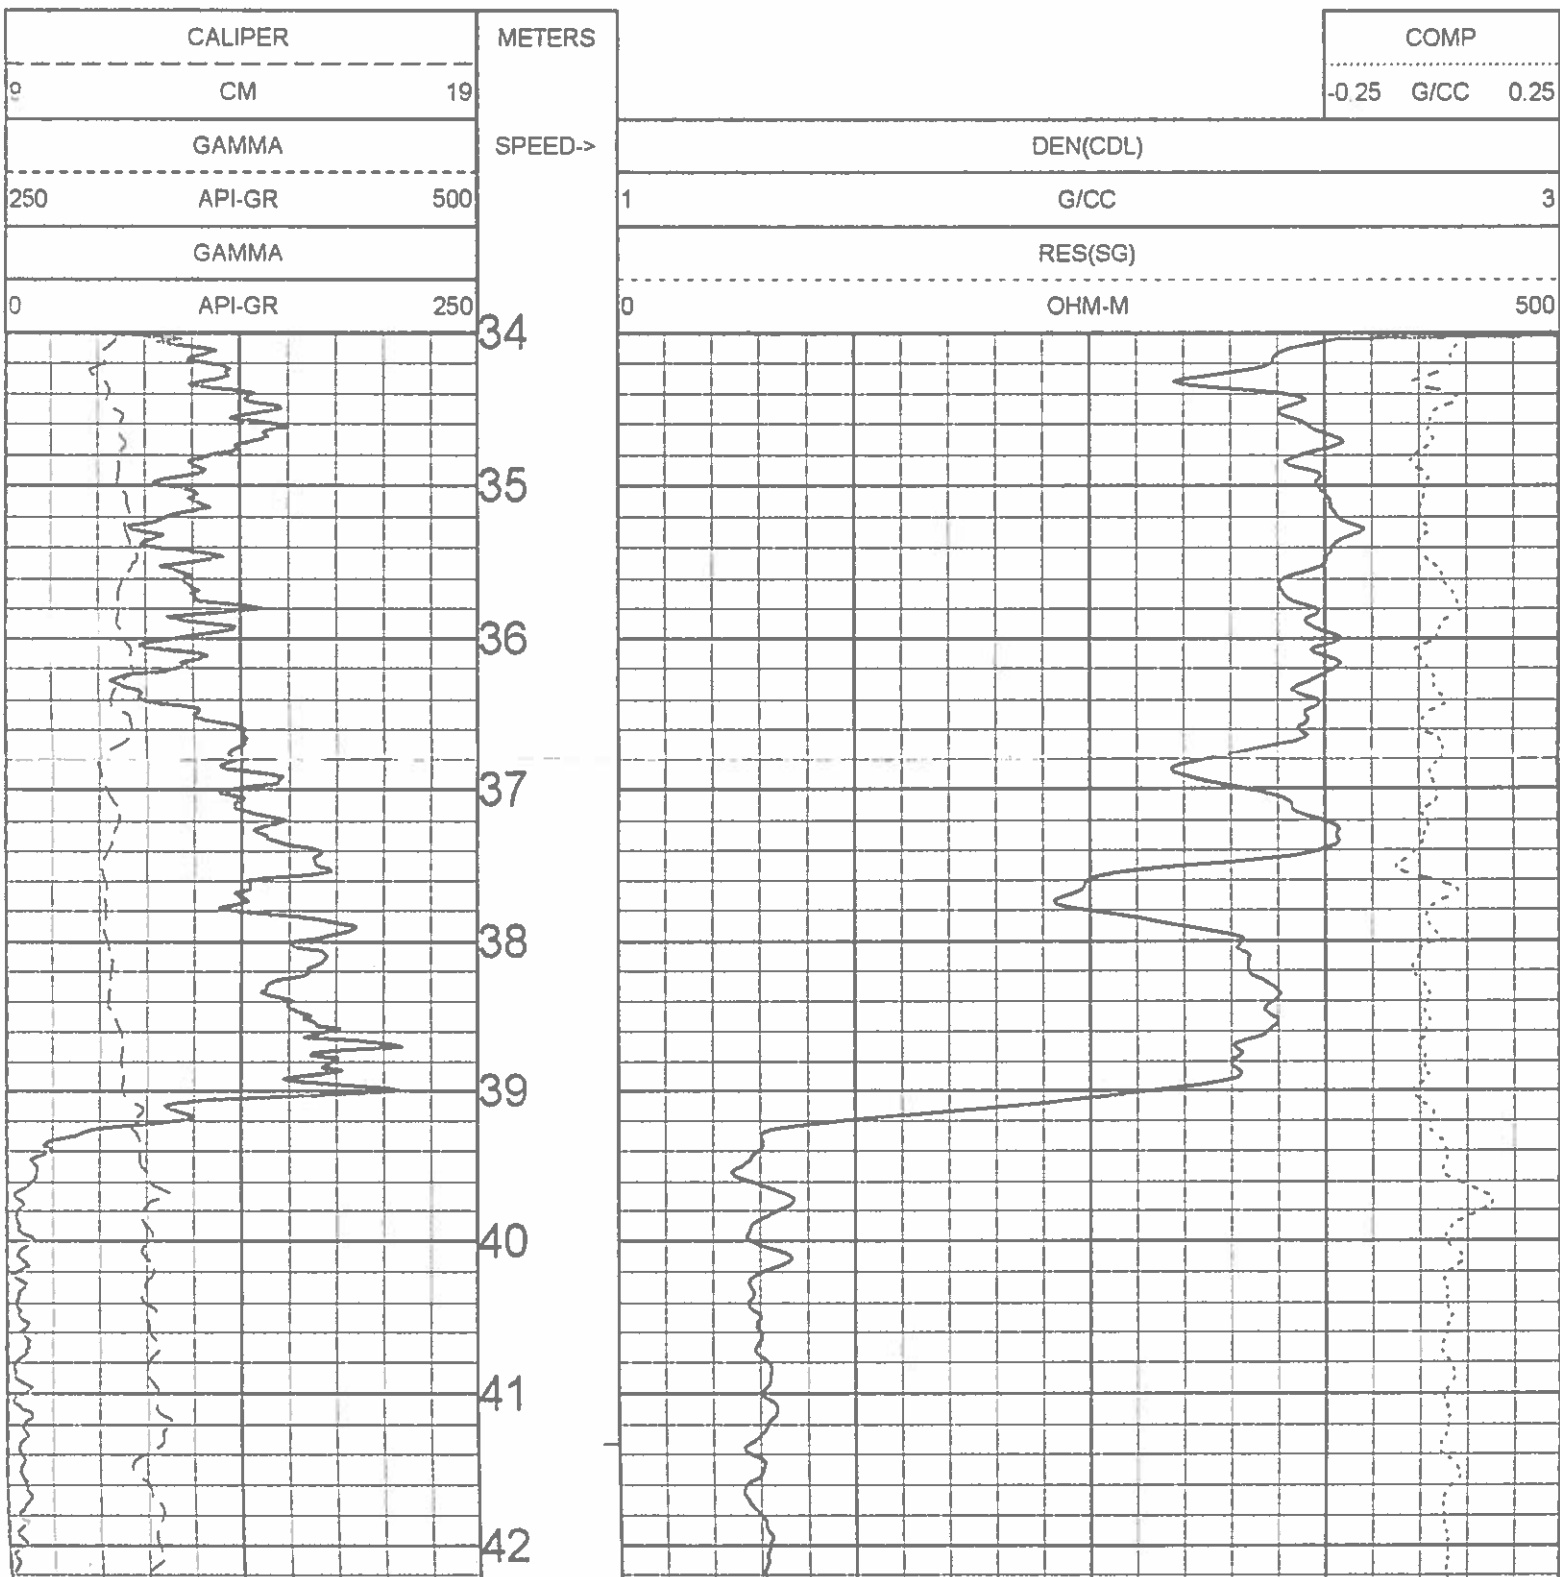 CALIPER METERS COMP
9 CM 19 -0.25 G/CC 0.25
GAMMA SPEED-> DEN(CDL)
250 API-GR 500 1 G/CC 3
GAMMA RES(SG)
0 API-GR 250 0 OHM-M 500
34
35
36
37
38
39
40
41
42